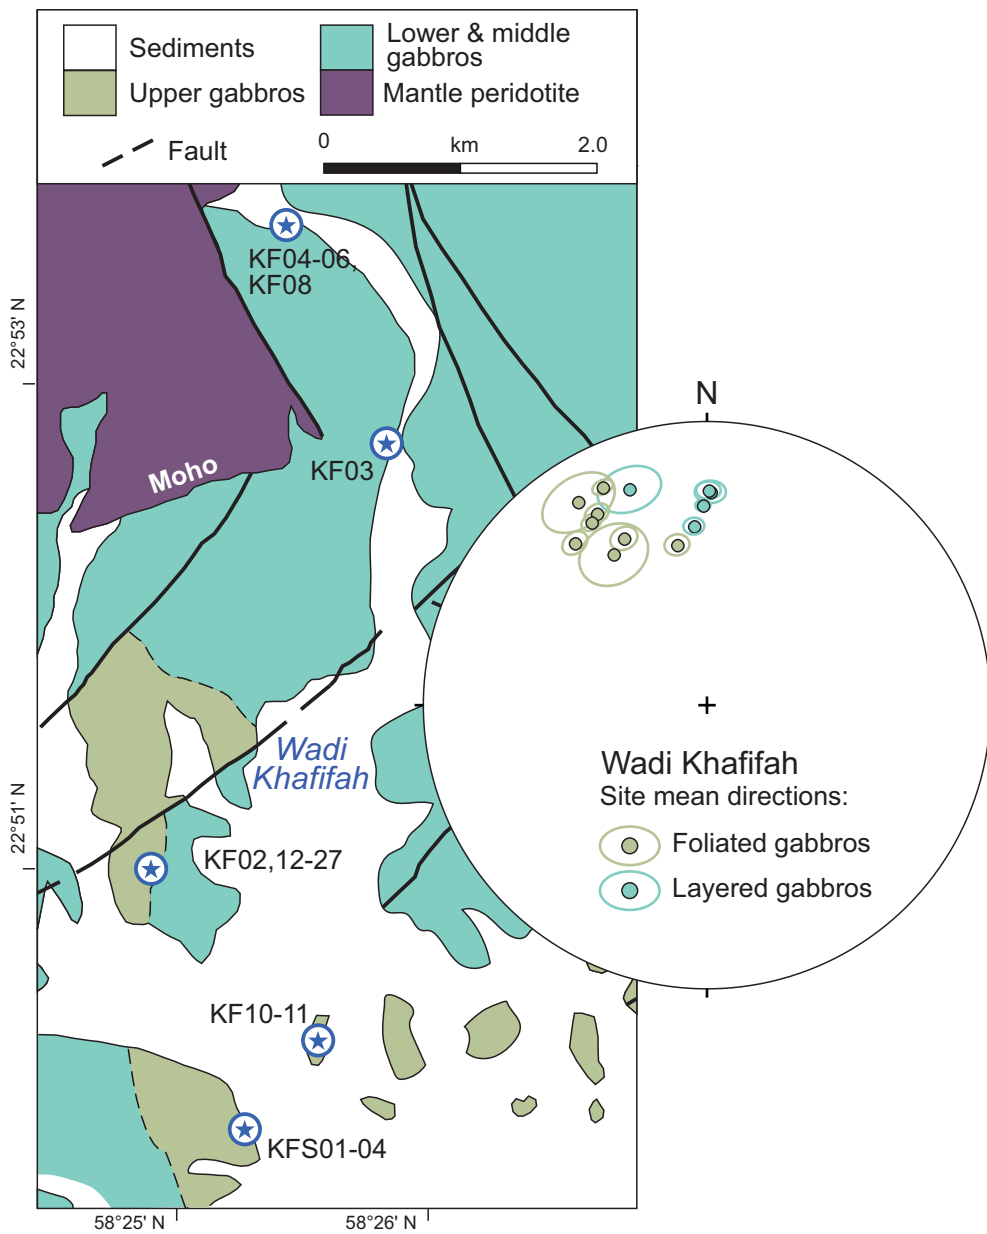 Sediments
Lower & middle
gabbros
Upper gabbros
Mantle peridotite
Fault
0 km 2.0
KF04-06,
KF08
22°53' N
KF03
Moho
N
Wadi
Khafifah
22°51' N
KF02,12-27
Wadi Khafifah
Site mean directions:
Foliated gabbros
Layered gabbros
KF10-11
KFS01-04
58°25' N
58°26' N